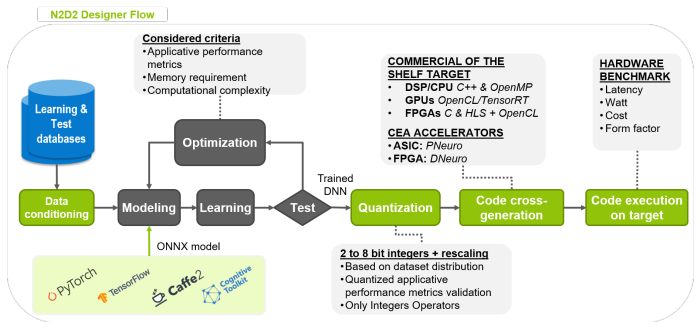 N2D2 Designer Flow
Considered criteria
•Applicative performance
metrics
•Memory requirement
•Computational complexity
COMMERCIAL OF THE
SHELF TARGET
• DSP/CPU C++ & OpenMP
• GPUs OpenCL/TensorRT
• FPGAs C & HLS + OpenCL
CEA ACCELERATORS
•ASIC: PNeuro
•FPGA: DNeuro
HARDWARE
BENCHMARK
•Latency
•Watt
•Cost
•Form factor
Learning &
Test
databases
Optimization
Trained
DNN
Data
conditioning
Modeling
Learning
Test
Quantization
Code cross-
generation
Code execution
on target
ONNX model
PyTorch
TensorFlow
Caffe2
Cognitive
Toolkit
2 to 8 bit integers + rescaling
•Based on dataset distribution
•Quantized applicative
performance metrics validation
•Only Integers Operators